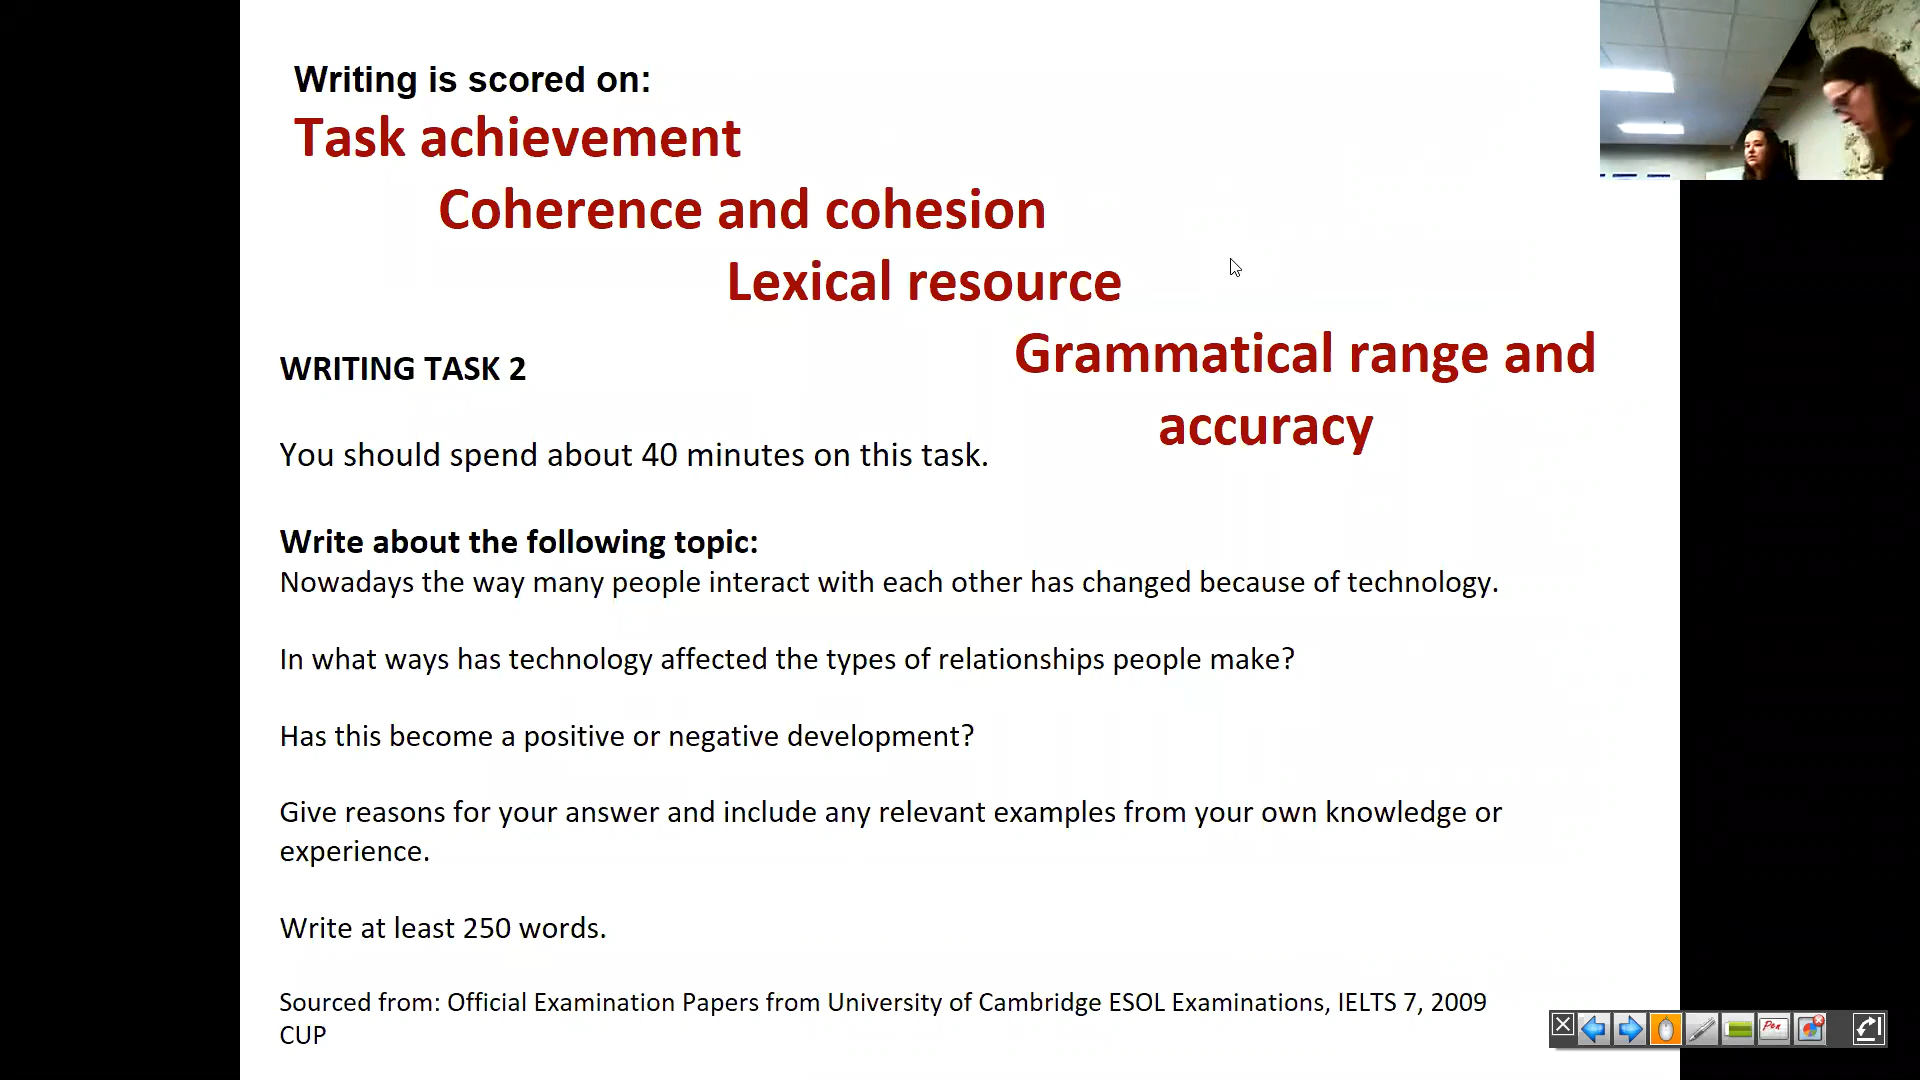 Writing is scored on:
Task achievement
Coherence and cohesion
Lexical resource
Grammatical range and
accuracy
WRITING TASK 2
You should spend about 40 minutes on this task.
Write about the following topic:
Nowadays the way many people interact with each other has changed because of technology.
In what ways has technology affected the types of relationships people make?
Has this become a positive or negative development?
Give reasons for your answer and include any relevant examples from your own knowledge or
experience.
Write at least 250 words.
Sourced from: Official Examination Papers from University of Cambridge ESOL Examinations, IELTS 7, 2009
CUP
Pen